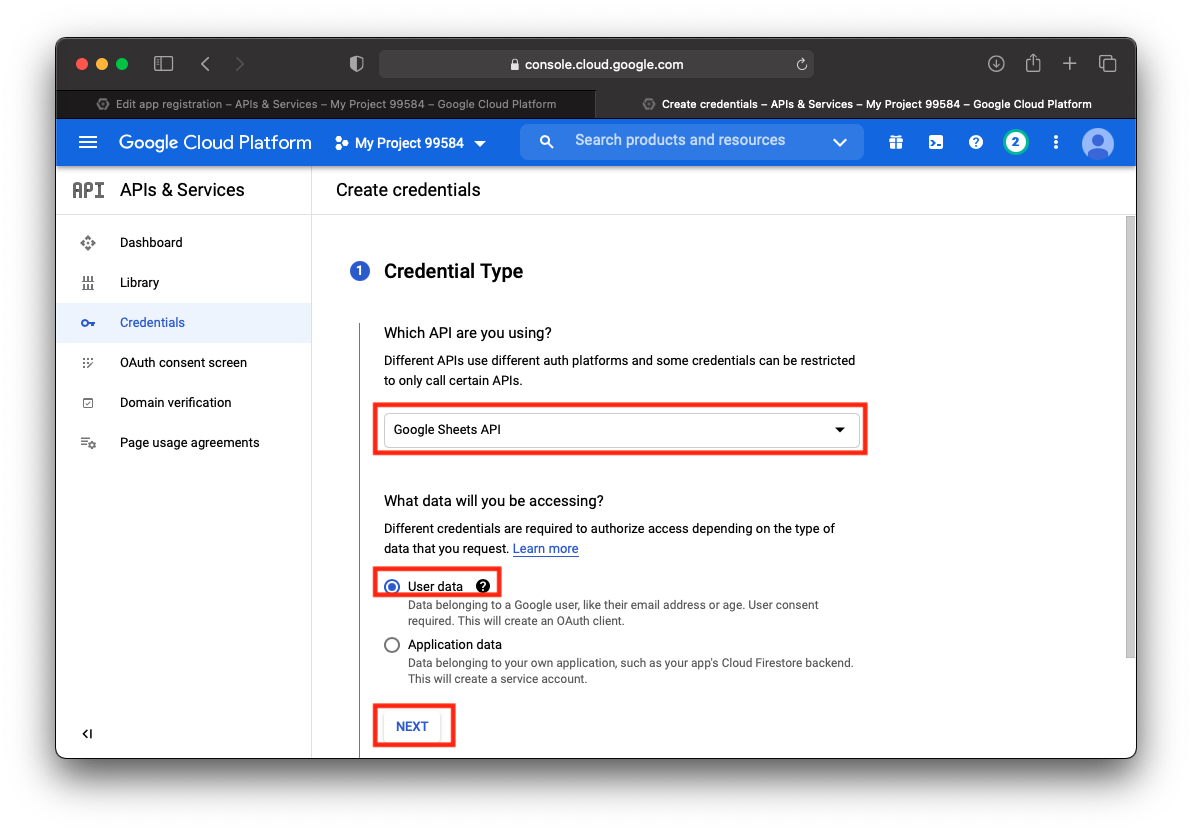 console.cloud.google.com
Edit app registration – APIs & Services – My Project 99584 – Google Cloud Platform
Create credentials – APIs & Services – My Project 99584 – Google Cloud Platform
Google Cloud Platform
My Project 99584
Search products and resources
2
API APIs & Services
Create credentials
Dashboard
Library
Credentials
OAuth consent screen
Domain verification
Page usage agreements
1 Credential Type
Which API are you using?
Different APIs use different auth platforms and some credentials can be restricted
to only call certain APIs.
Google Sheets API
What data will you be accessing?
Different credentials are required to authorize access depending on the type of
data that you request. Learn more
User data
Data belonging to a Google user, like their email address or age. User consent
required. This will create an OAuth client.
Application data
Data belonging to your own application, such as your app's Cloud Firestore backend.
This will create a service account.
NEXT